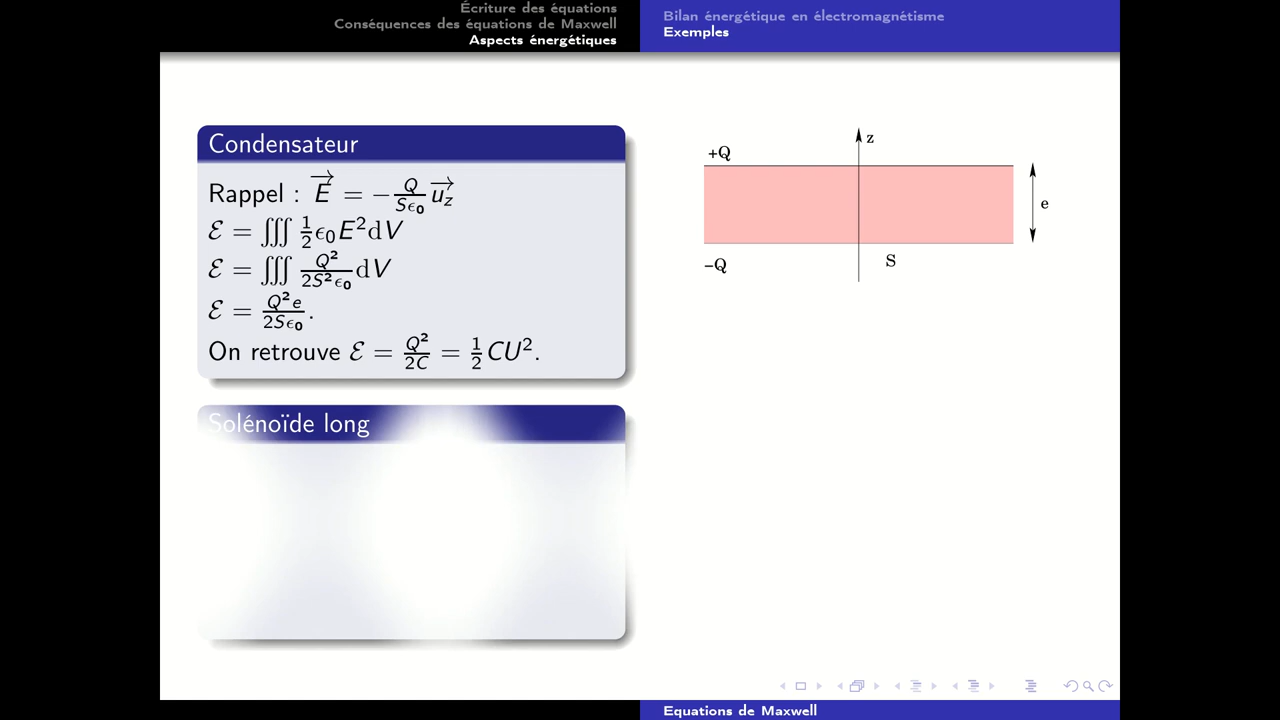 Écriture des équations
Conséquences des équations de Maxwell
Aspects énergétiques
Bilan énergétique en électromagnétisme
Exemples
Condensateur
Rappel : $\overrightarrow{E} = -\frac{Q}{S\epsilon_0}\overrightarrow{u_z}$
$\mathcal{E} = \iiint \frac{1}{2}\epsilon_0 E^2 \mathrm{d}V$
$\mathcal{E} = \iiint \frac{Q^2}{2S^2\epsilon_0} \mathrm{d}V$
$\mathcal{E} = \frac{Q^2 e}{2S\epsilon_0}$.
On retrouve $\mathcal{E} = \frac{Q^2}{2C} = \frac{1}{2}CU^2$.
Solénoïde long
z
+Q
e
−Q
S
Equations de Maxwell